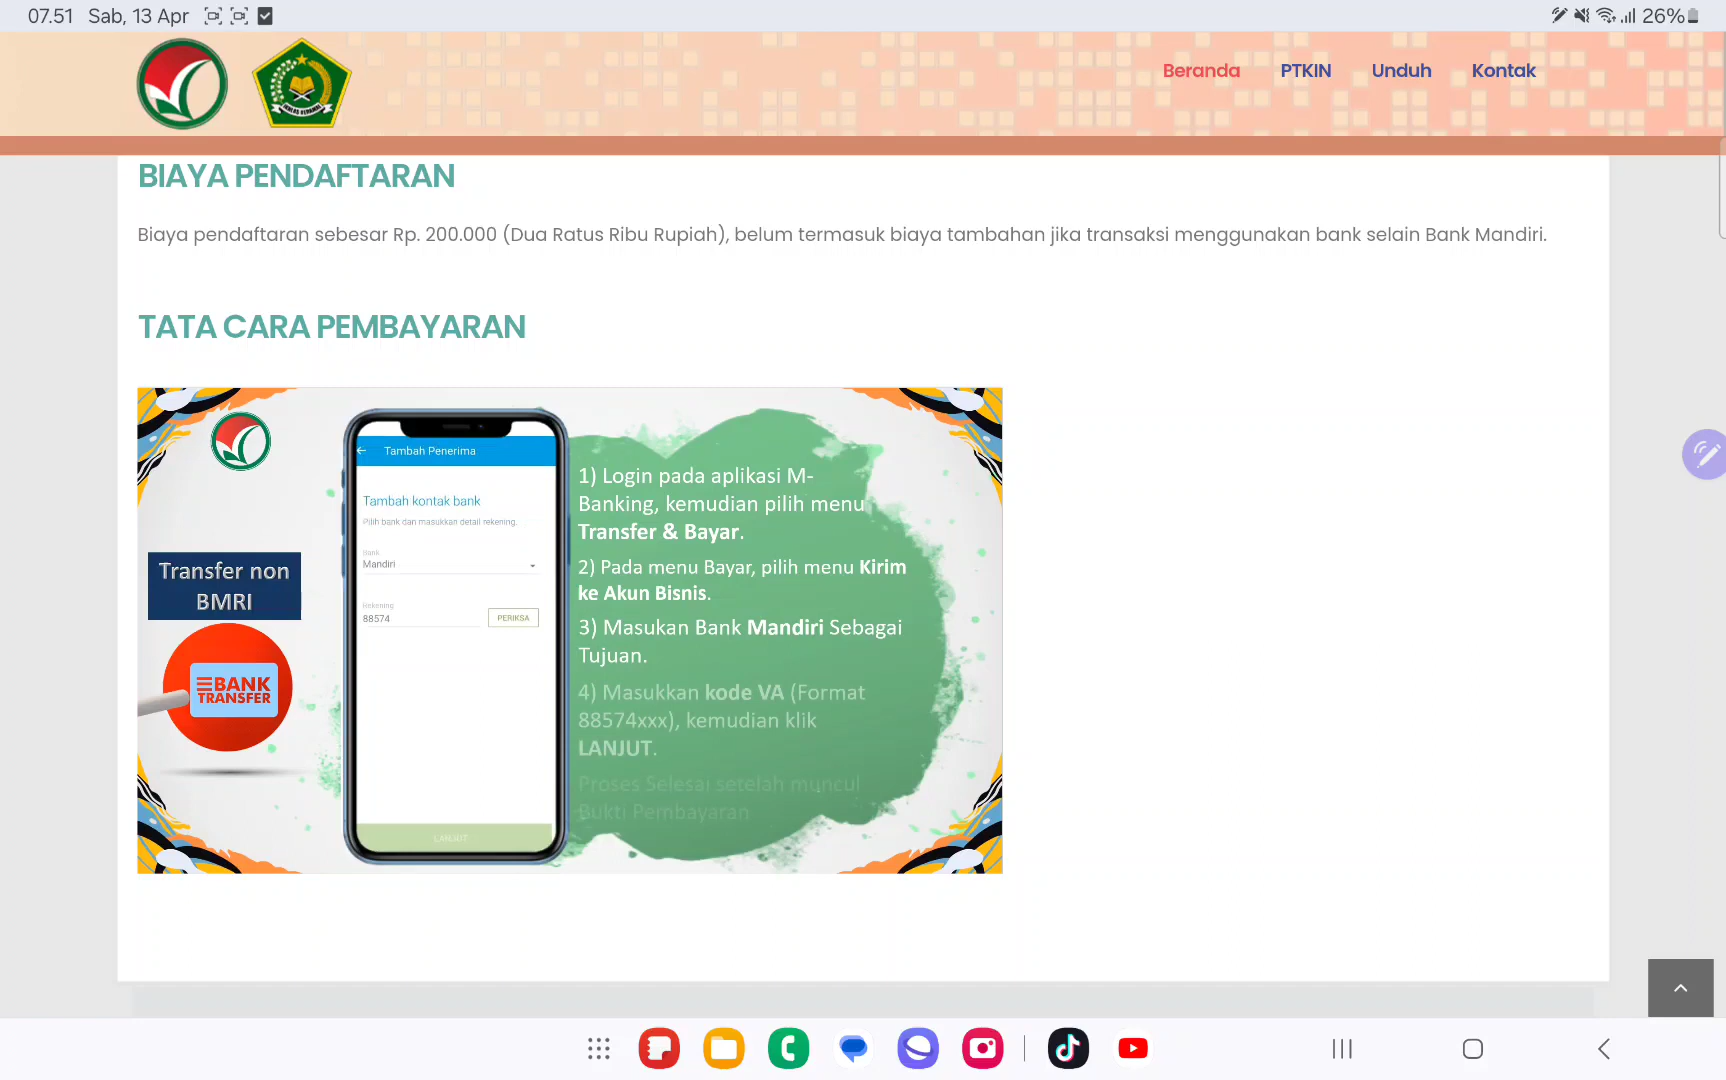 07.51 Sab, 13 Apr
26%
Beranda PTKIN Unduh Kontak
BIAYA PENDAFTARAN
Biaya pendaftaran sebesar Rp. 200.000 (Dua Ratus Ribu Rupiah), belum termasuk biaya tambahan jika transaksi menggunakan bank selain Bank Mandiri.
TATA CARA PEMBAYARAN
Transfer non
BMRI
BANK
TRANSFER
Tambah Penerima
Tambah kontak bank
Pilih bank dan masukkan detail rekening.
Bank
Mandiri
Rekening
88574
PERIKSA
LANJUT
1) Login pada aplikasi M-
Banking, kemudian pilih menu
Transfer & Bayar.
2) Pada menu Bayar, pilih menu Kirim
ke Akun Bisnis.
3) Masukan Bank Mandiri Sebagai
Tujuan.
4) Masukkan kode VA (Format
88574xxx), kemudian klik
LANJUT.
Proses Selesai setelah muncul
Bukti Pembayaran